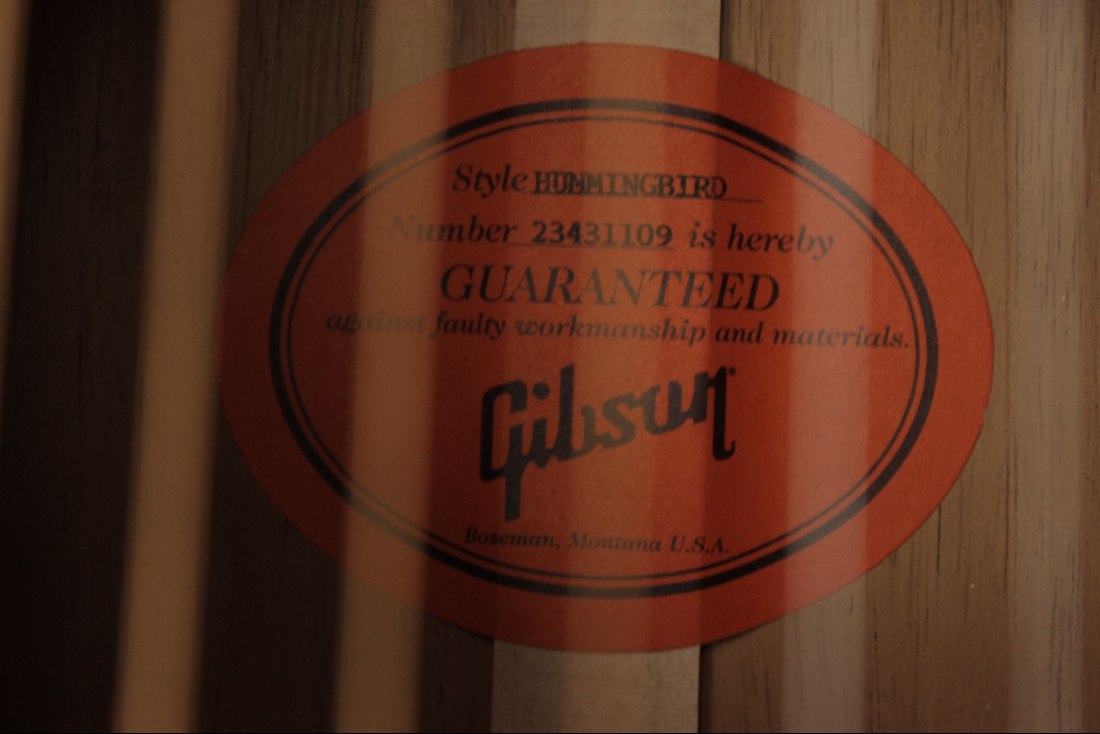 Style HUMMINGBIRD
Number 23431109 is hereby
GUARANTEED
against faulty workmanship and materials.
Gibson
Bozeman, Montana U.S.A.